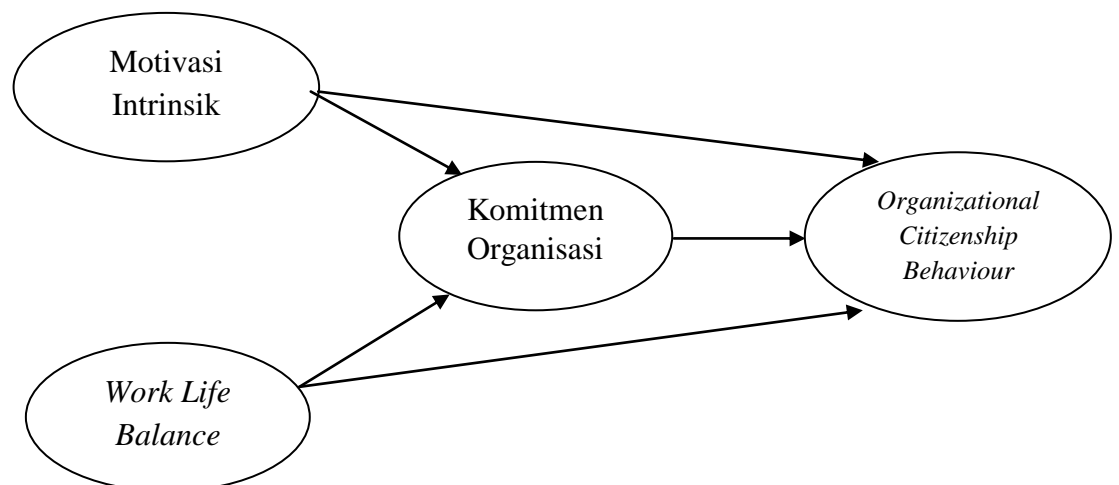 Motivasi
Intrinsik
Komitmen
Organisasi
Organizational
Citizenship
Behaviour
Work Life
Balance